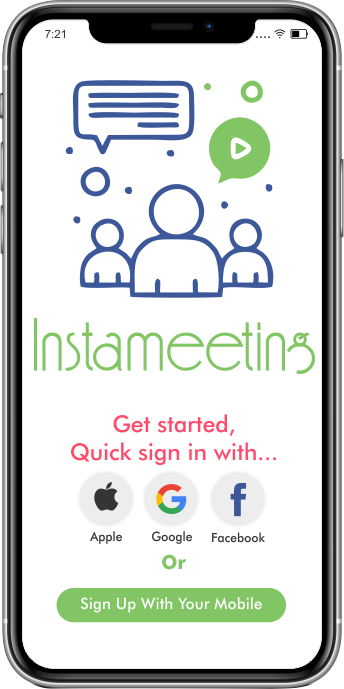 7:21
Instameeting
Get started,
Quick sign in with...
Apple Google Facebook
Or
Sign Up With Your Mobile